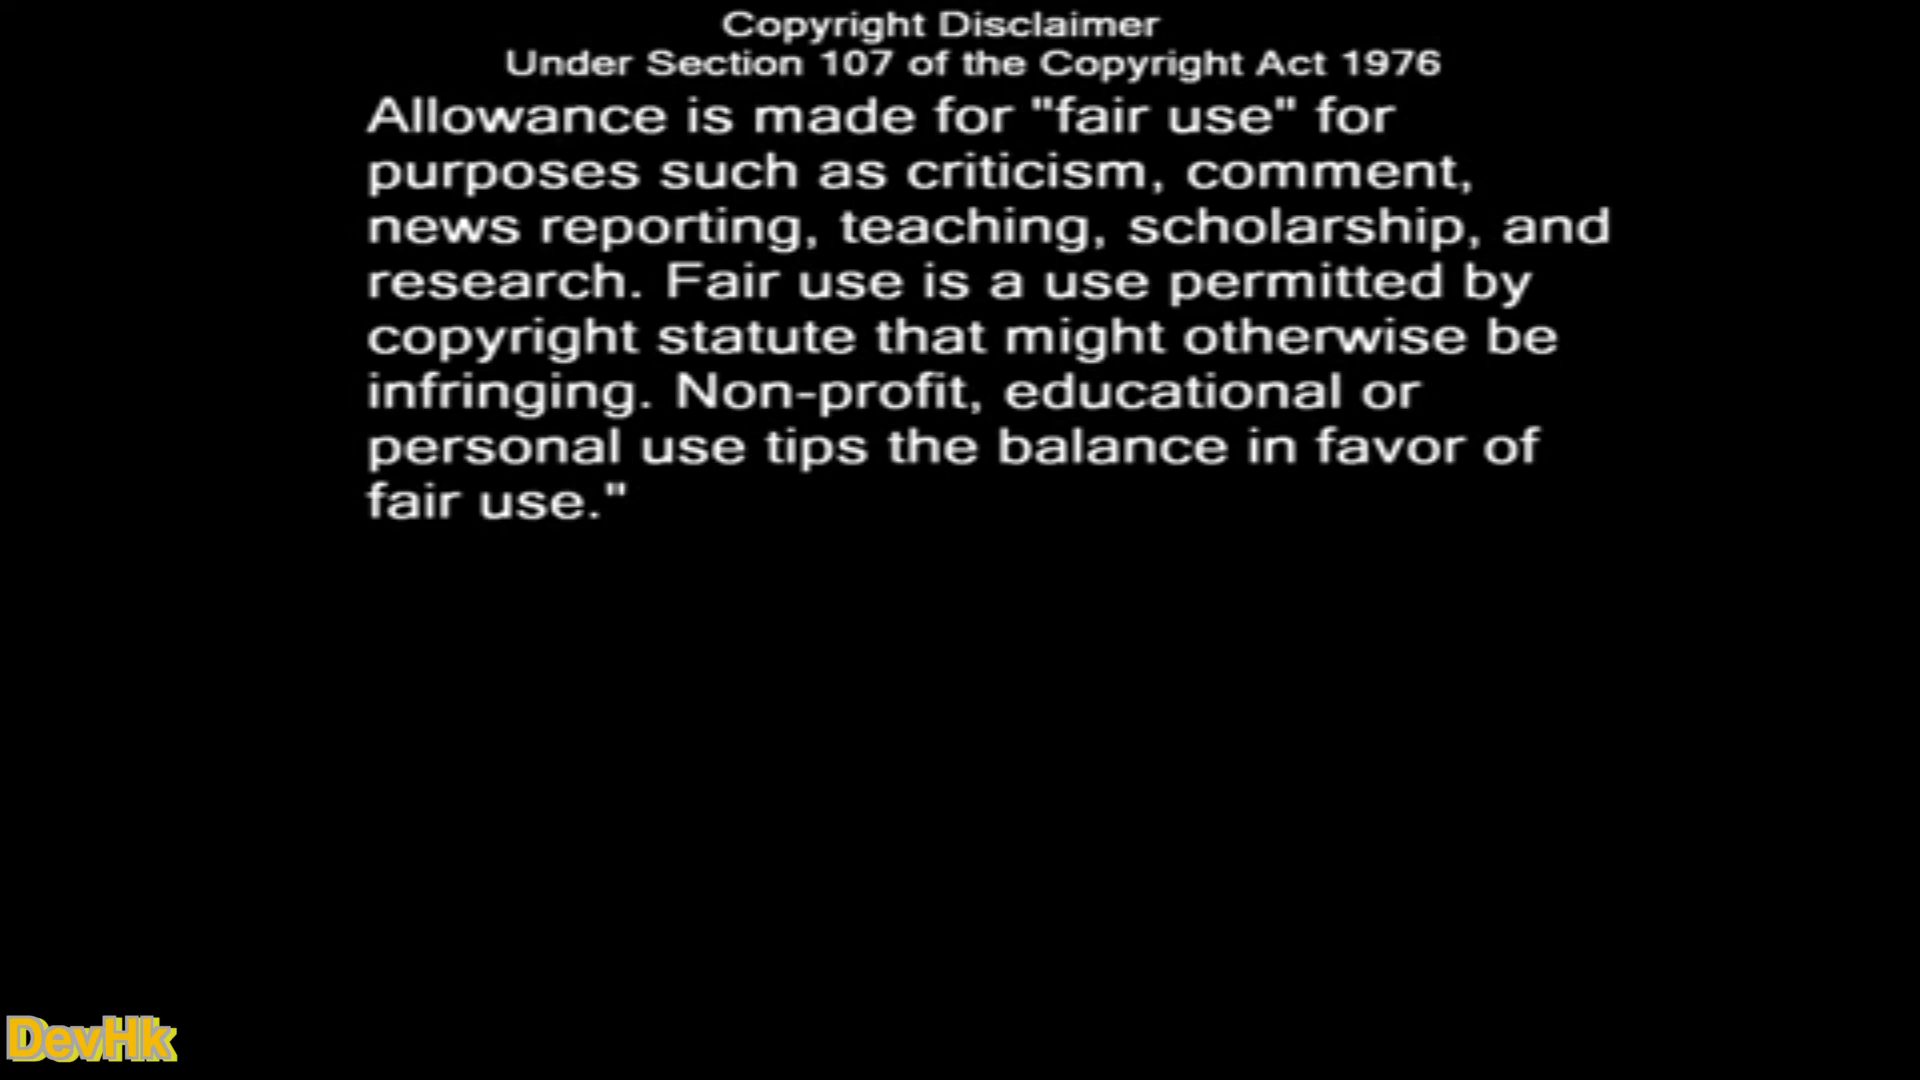 Copyright Disclaimer
Under Section 107 of the Copyright Act 1976
Allowance is made for "fair use" for
purposes such as criticism, comment,
news reporting, teaching, scholarship, and
research. Fair use is a use permitted by
copyright statute that might otherwise be
infringing. Non-profit, educational or
personal use tips the balance in favor of
fair use."
DevHk